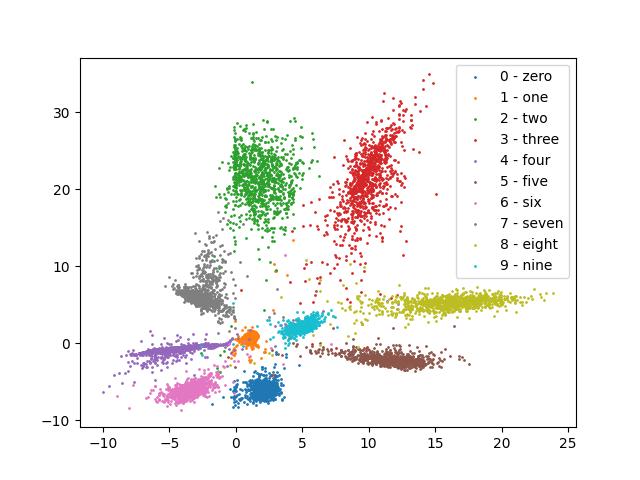 0 - zero
1 - one
2 - two
3 - three
4 - four
5 - five
6 - six
7 - seven
8 - eight
9 - nine
30
20
10
0
−10
−10
−5
0
5
10
15
20
25